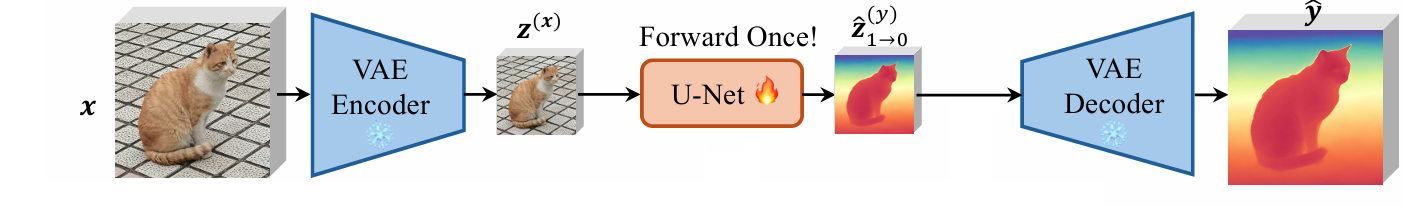 x
VAE
Encoder
z^(x)
Forward Once!
U-Net
ẑ^(y)_1→0
VAE
Decoder
ŷ